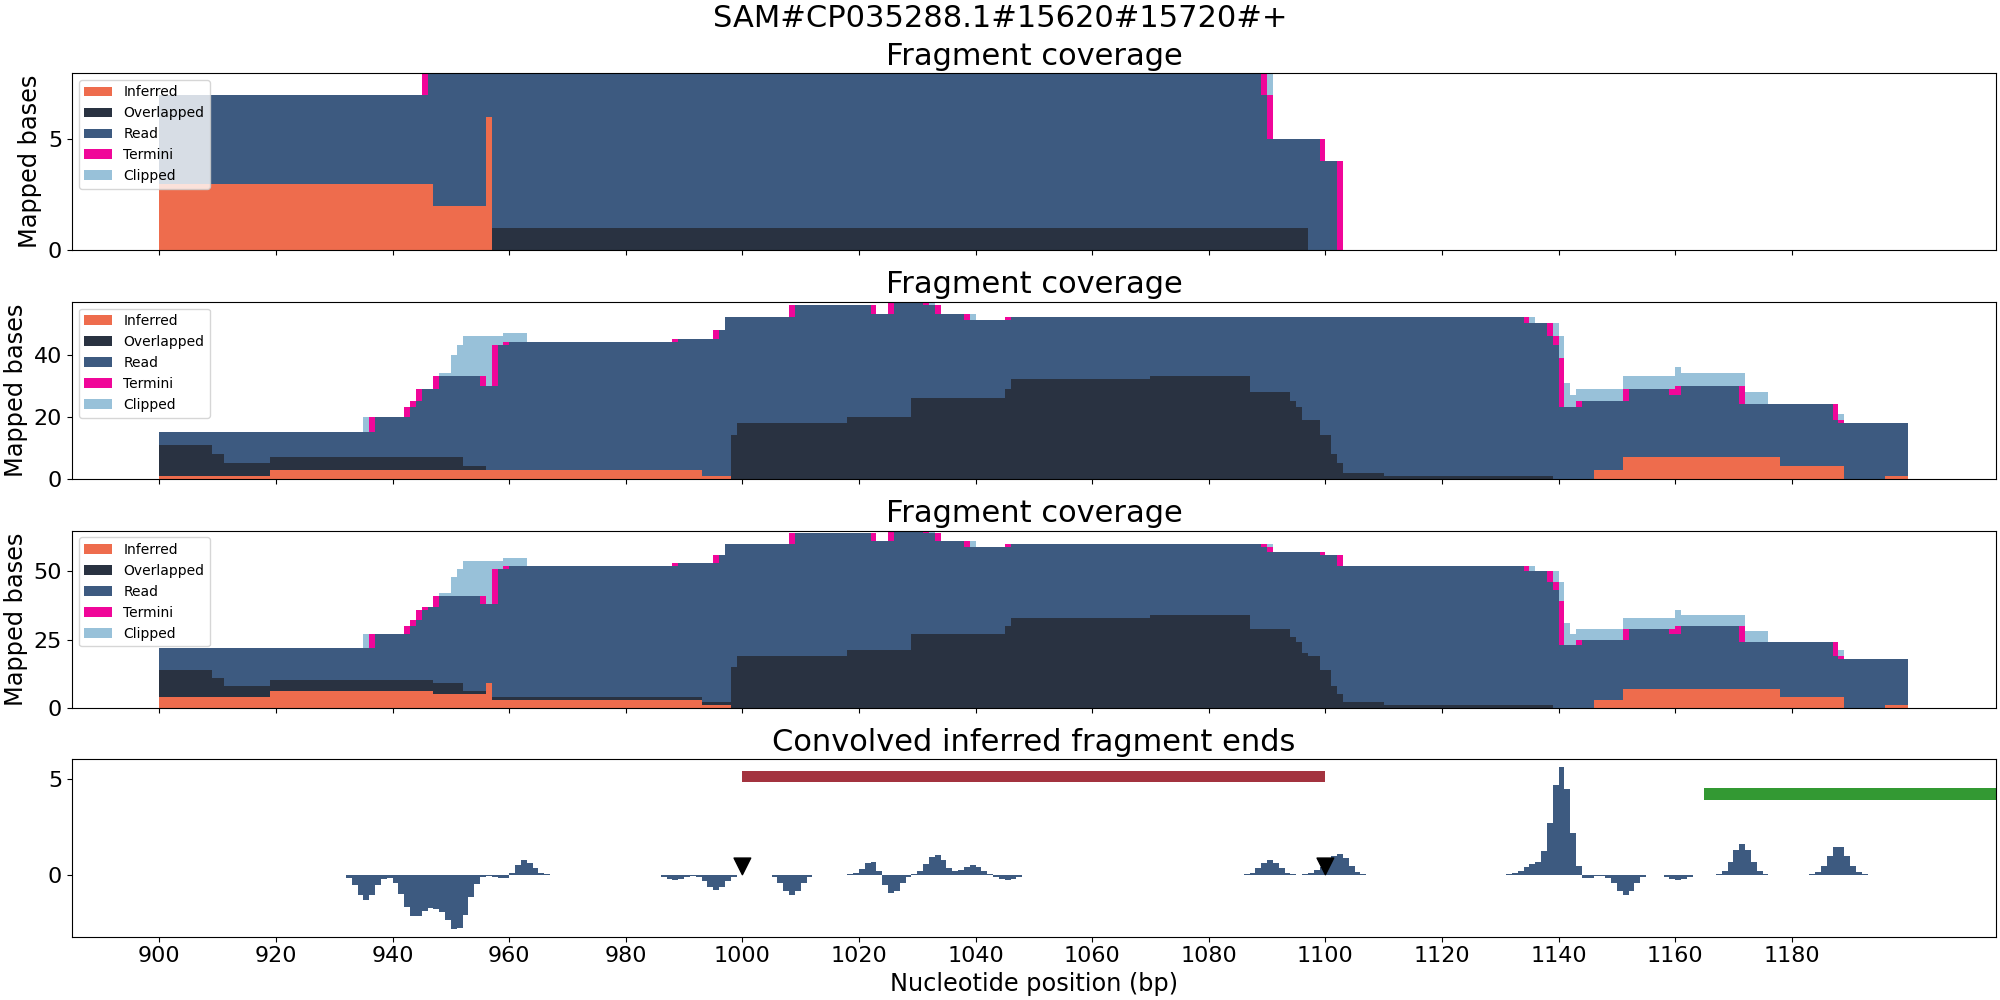 SAM#CP035288.1#15620#15720#+
Fragment coverage
Mapped bases
5
0
Inferred
Overlapped
Read
Termini
Clipped
Fragment coverage
Mapped bases
40
20
0
Inferred
Overlapped
Read
Termini
Clipped
Fragment coverage
Mapped bases
50
25
0
Inferred
Overlapped
Read
Termini
Clipped
Convolved inferred fragment ends
5
0
900 920 940 960 980 1000 1020 1040 1060 1080 1100 1120 1140 1160 1180
Nucleotide position (bp)